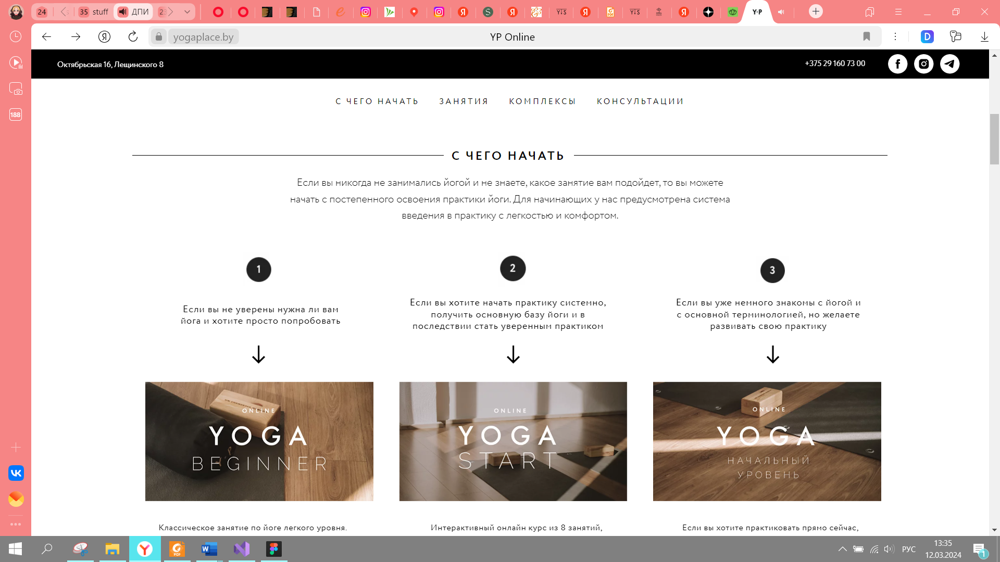 24
35 stuff
ДПИ
Y·P
yogaplace.by
YP Online
188
Октябрьская 16, Лещинского 8
+375 29 160 73 00
С ЧЕГО НАЧАТЬ
ЗАНЯТИЯ
КОМПЛЕКСЫ
КОНСУЛЬТАЦИИ
С ЧЕГО НАЧАТЬ
Если вы никогда не занимались йогой и не знаете, какое занятие вам подойдет, то вы можете
начать с постепенного освоения практики йоги. Для начинающих у нас предусмотрена система
введения в практику с легкостью и комфортом.
1
Если вы не уверены нужна ли вам
йога и хотите просто попробовать
ONLINE
YOGA
BEGINNER
Классическое занятие по йоге легкого уровня.
2
Если вы хотите начать практику системно,
получить основную базу йоги и в
последствии стать уверенным практиком
ONLINE
YOGA
START
Интерактивный онлайн курс из 8 занятий,
3
Если вы уже немного знакомы с йогой и
с основной терминологией, но желаете
развивать свою практику
ONLINE
YOGA
НАЧАЛЬНЫЙ
УРОВЕНЬ
Если вы хотите практиковать прямо сейчас,
РУС
13:35
12.03.2024
1